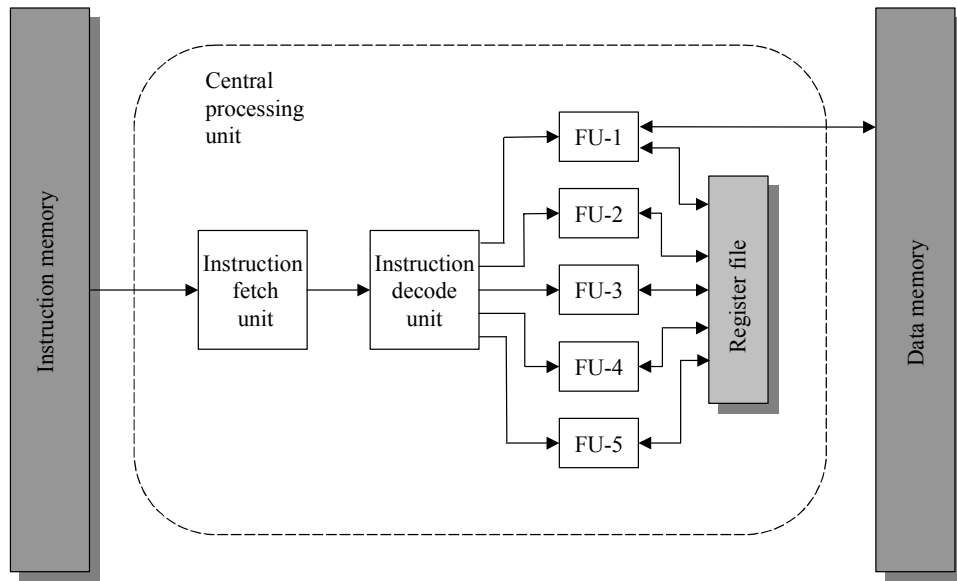 Instruction memory
Central
processing
unit
Instruction
fetch
unit
Instruction
decode
unit
FU-1
FU-2
FU-3
FU-4
FU-5
Register file
Data memory